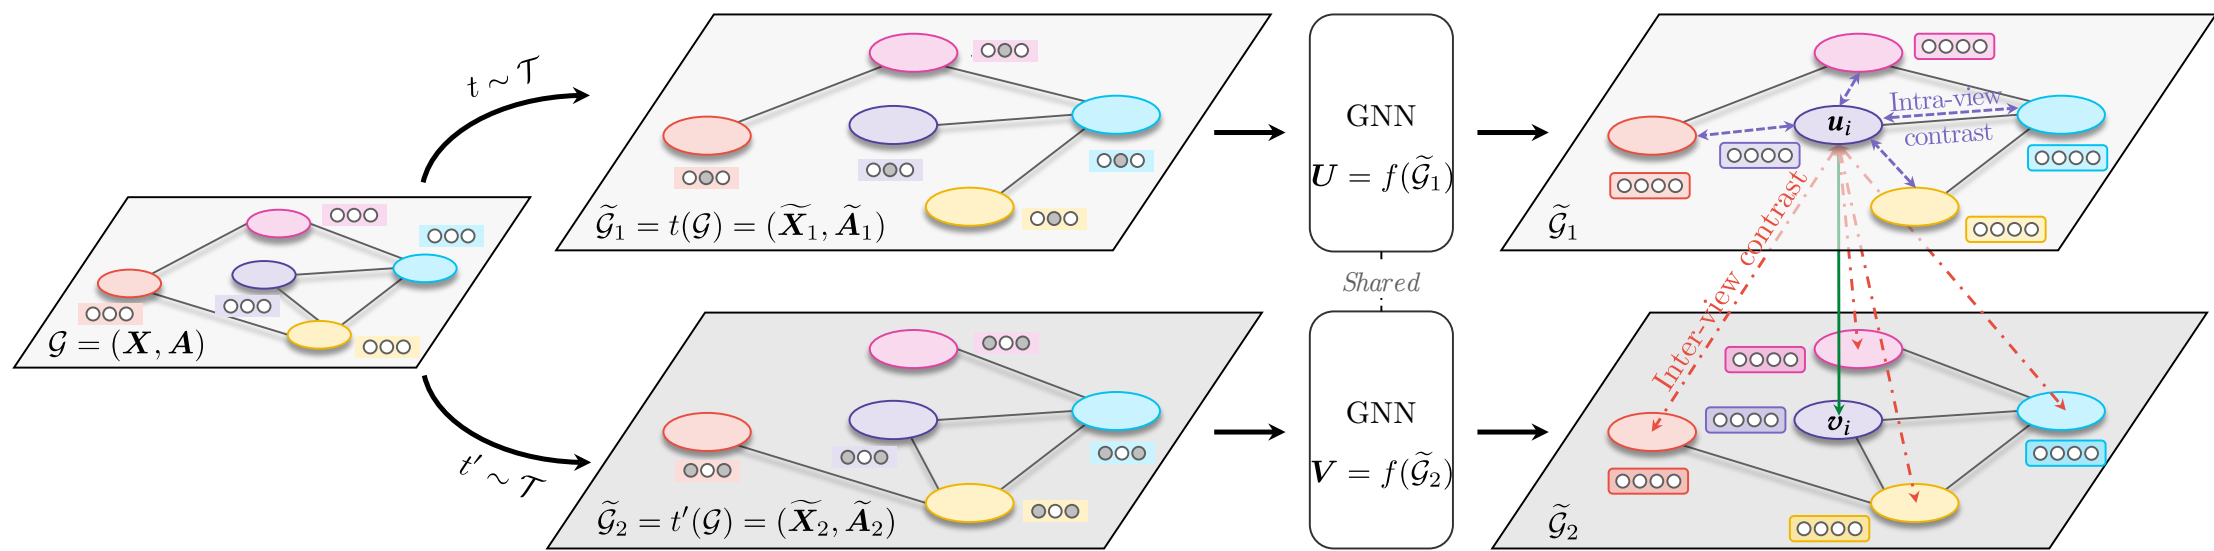 𝒢 = (X, A)
t ∼ 𝒯
t′ ∼ 𝒯
𝒢̃₁ = t(𝒢) = (X̃₁, Ã₁)
𝒢̃₂ = t′(𝒢) = (X̃₂, Ã₂)
GNN
U = f(𝒢̃₁)
Shared
GNN
V = f(𝒢̃₂)
uᵢ
Intra-view
contrast
𝒢̃₁
Inter-view contrast
vᵢ
𝒢̃₂